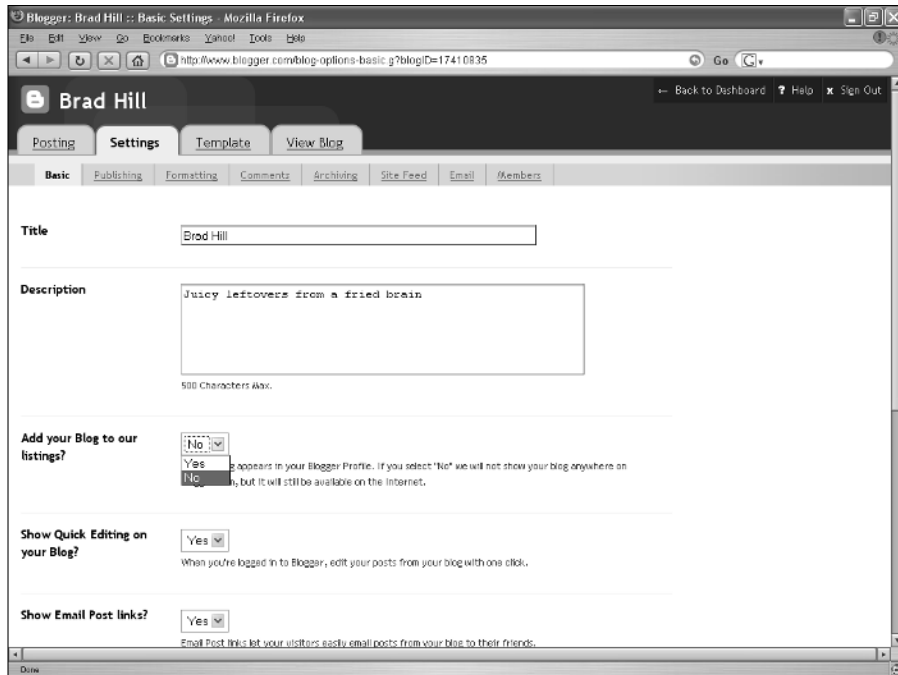 Blogger: Brad Hill :: Basic Settings - Mozilla Firefox
File Edit View Go Bookmarks Yahoo! Tools Help
http://www.blogger.com/blog-options-basic.g?blogID=17410835 Go
Brad Hill
← Back to Dashboard ? Help x Sign Out
Posting Settings Template View Blog
Basic Publishing Formatting Comments Archiving Site Feed Email Members
Title
Brad Hill
Description
Juicy leftovers from a fried brain
500 Characters Max.
Add your Blog to our
listings?
No
Yes
No
appears in your Blogger Profile. If you select "No" we will not show your blog anywhere on
but it will still be available on the Internet.
Show Quick Editing on
your Blog?
Yes
When you're logged in to Blogger, edit your posts from your blog with one click.
Show Email Post links?
Yes
Email Post links let your visitors easily email posts from your blog to their friends.
Done